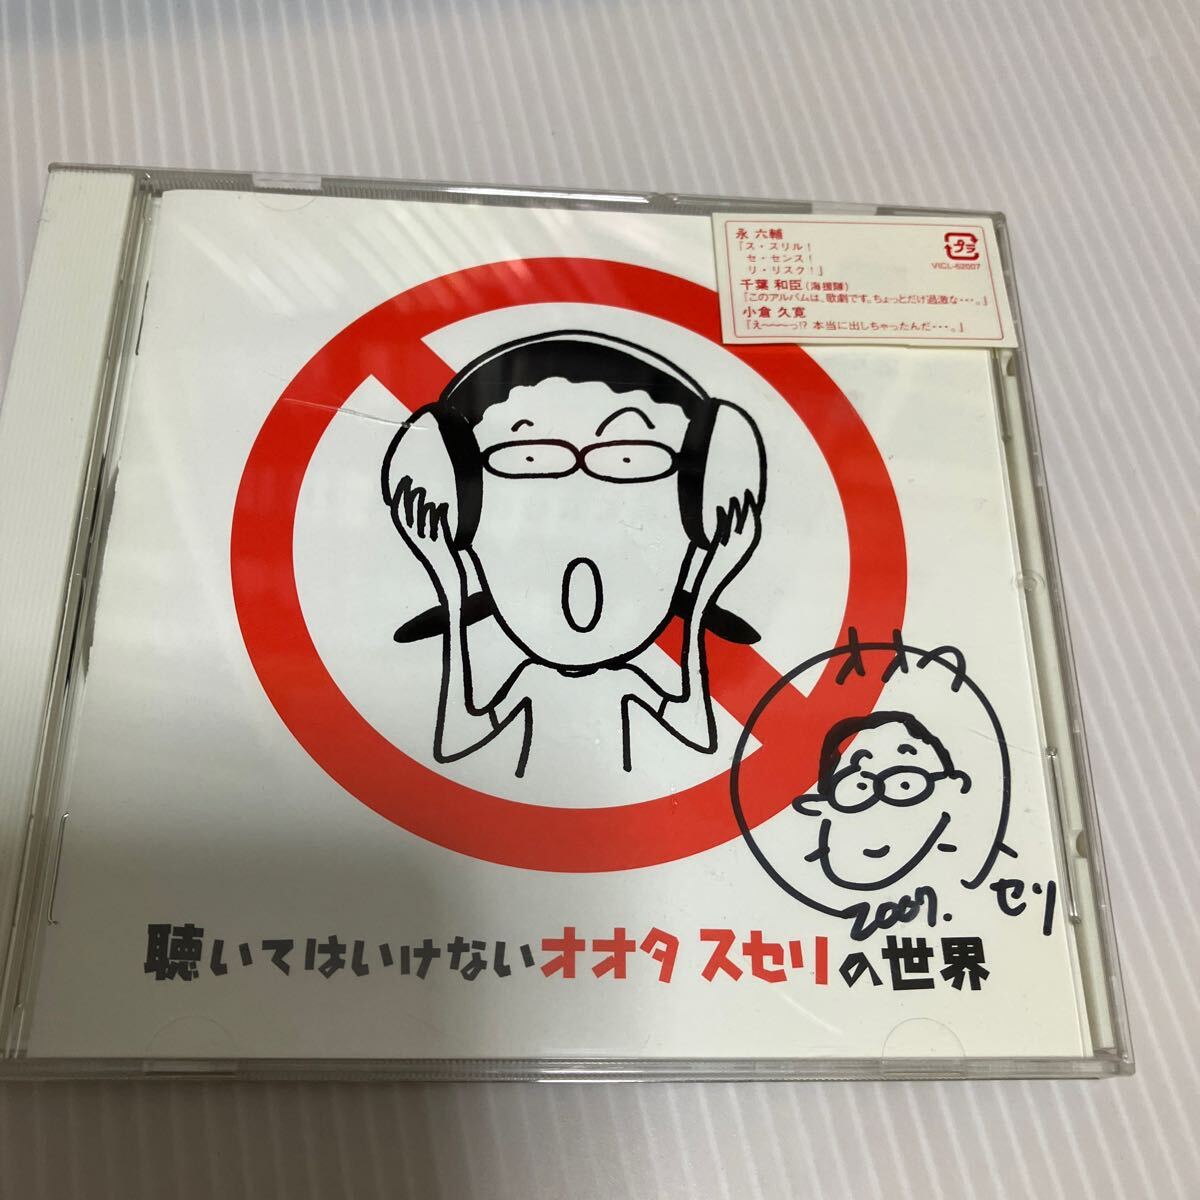 永 六輔
「ス・スリル!
セ・センス!
リ・リスク!」
千葉 和臣(海援隊)
「このアルバムは、歌劇です。ちょっとだけ過激な・・・。」
小倉 久寛
「え〜〜〜っ!? 本当に出しちゃったんだ・・・。」
プラ
VICL-62007
オオタ
2007.
セリ
聴いてはいけないオオタ スセリの世界